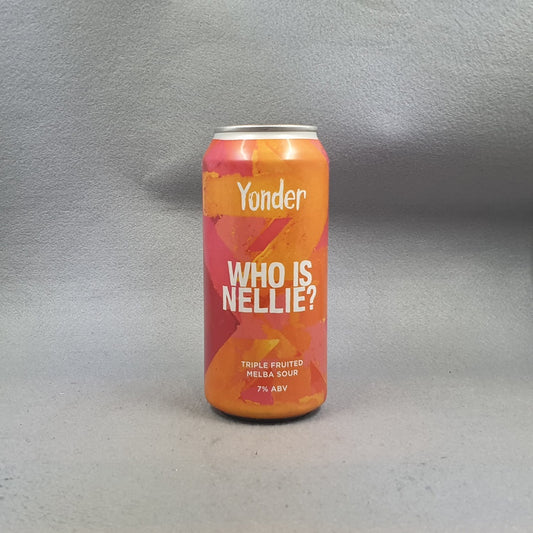 Yonder
WHO IS
NELLIE?
TRIPLE FRUITED
MELBA SOUR
7% ABV